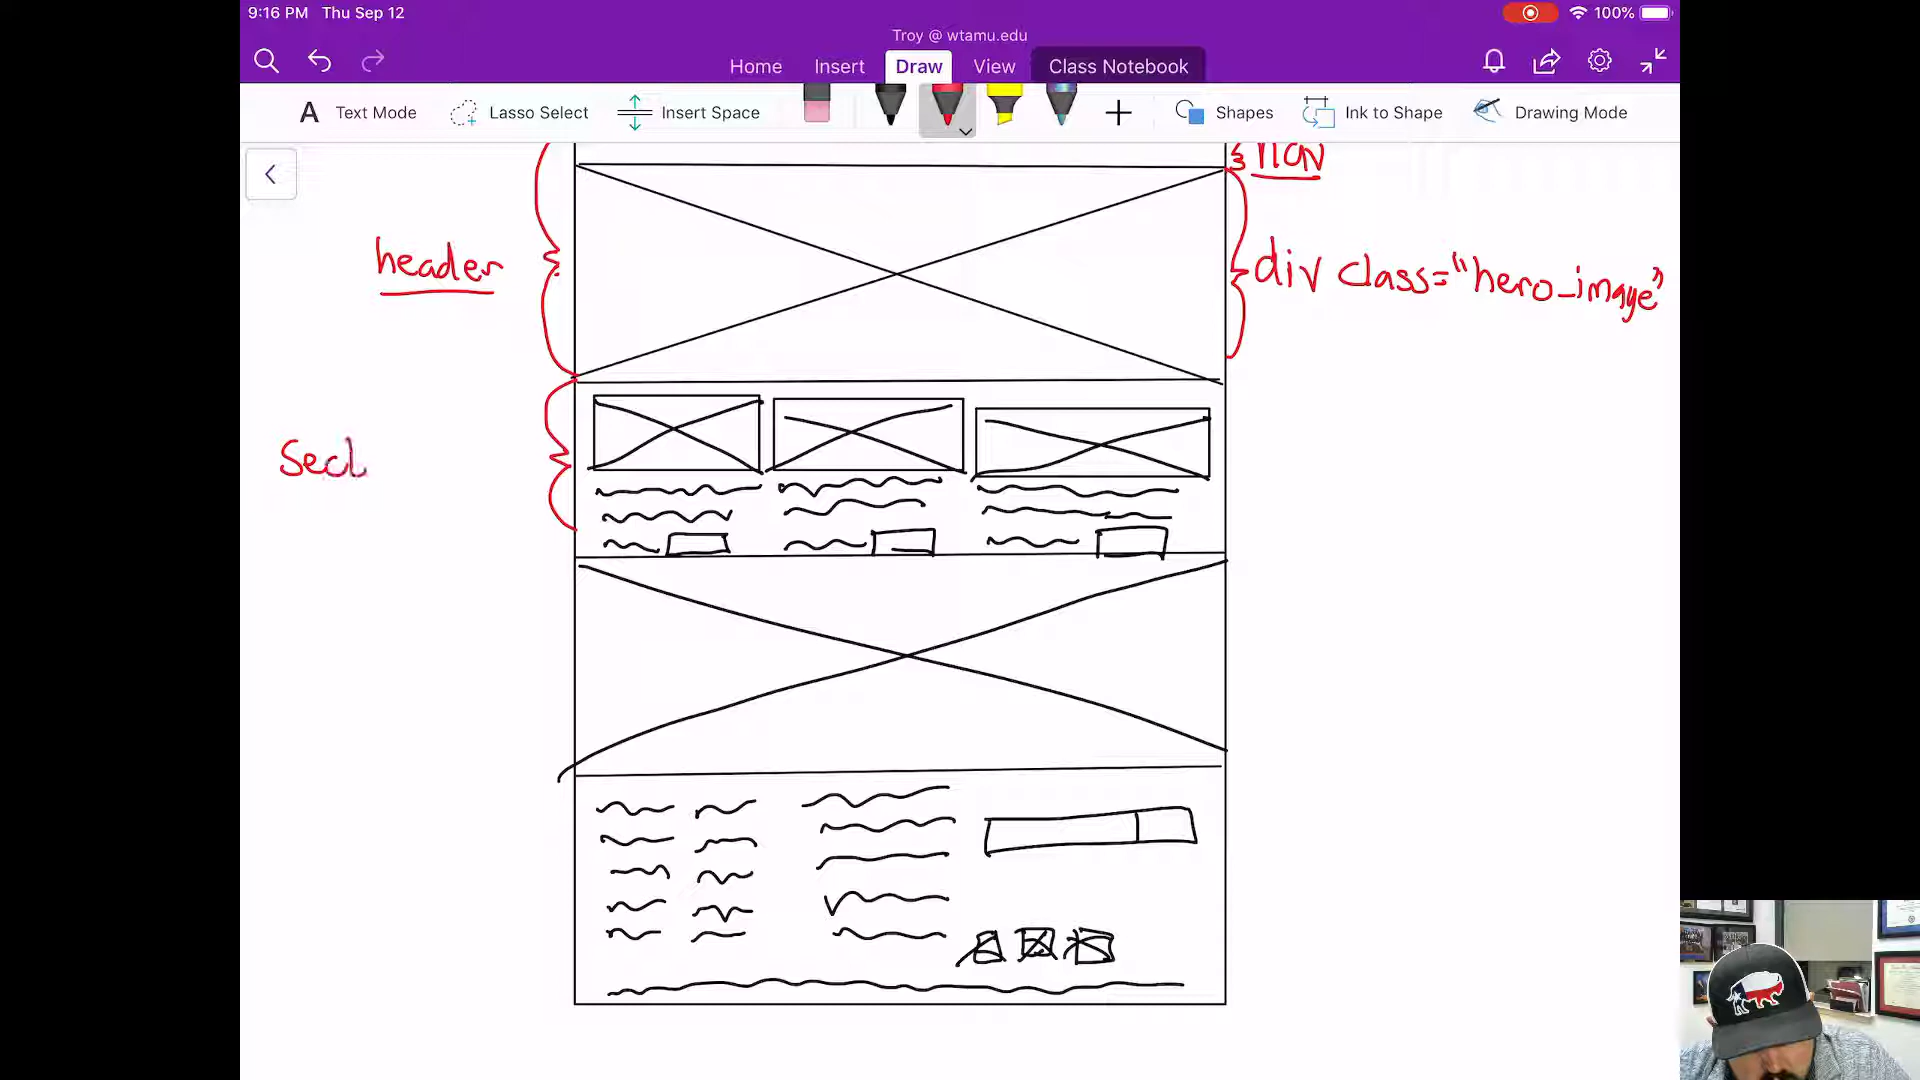 9:16 PM Thu Sep 12
100%
Troy @ wtamu.edu
Home Insert Draw View Class Notebook
A Text Mode Lasso Select Insert Space Shapes Ink to Shape Drawing Mode
nav
header
div class="hero_image"
Sect